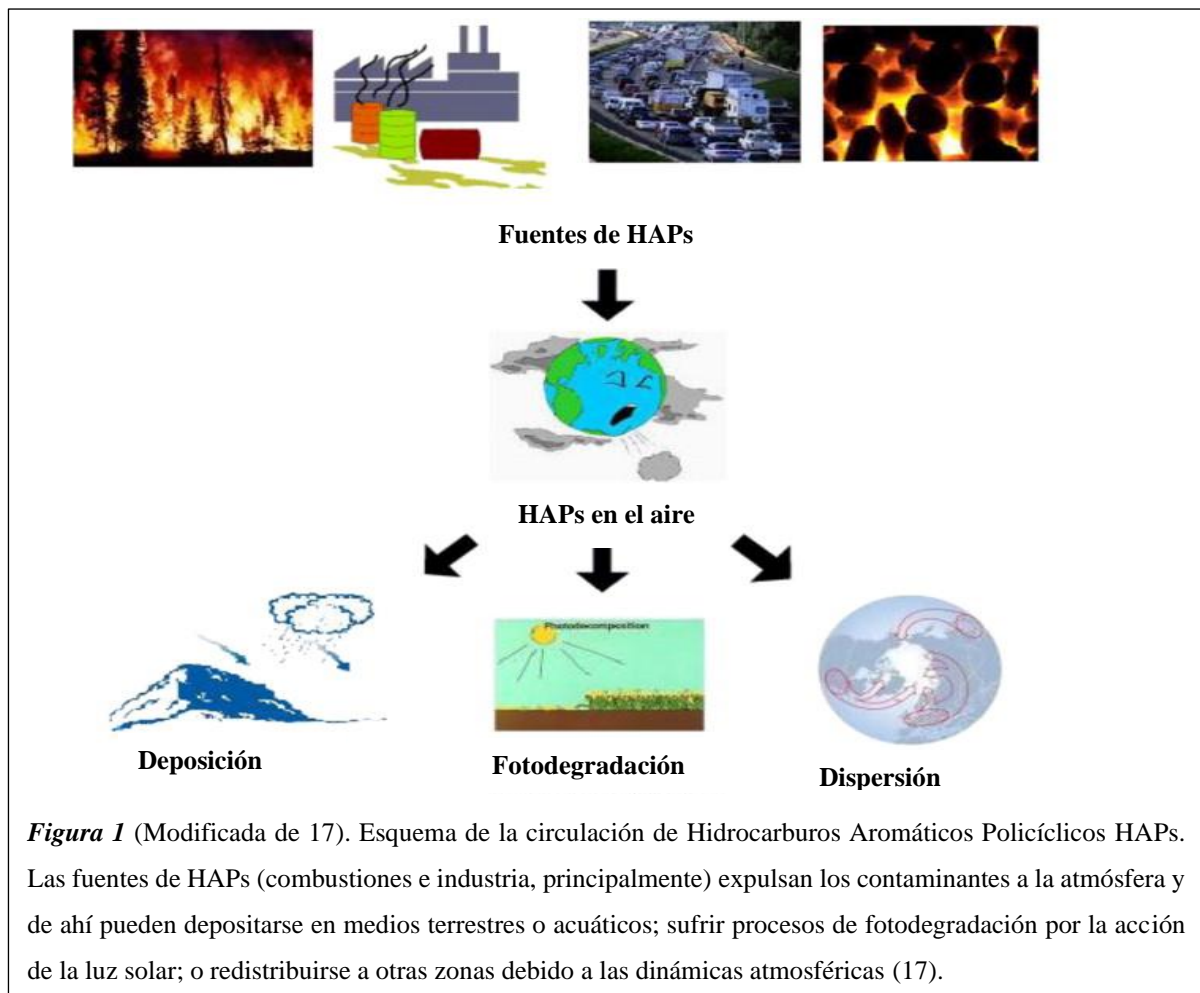 Fuentes de HAPs
HAPs en el aire
Photodecomposition
Deposición
Fotodegradación
Dispersión
Figura 1 (Modificada de 17). Esquema de la circulación de Hidrocarburos Aromáticos Policíclicos HAPs.
Las fuentes de HAPs (combustiones e industria, principalmente) expulsan los contaminantes a la atmósfera y
de ahí pueden depositarse en medios terrestres o acuáticos; sufrir procesos de fotodegradación por la acción
de la luz solar; o redistribuirse a otras zonas debido a las dinámicas atmosféricas (17).